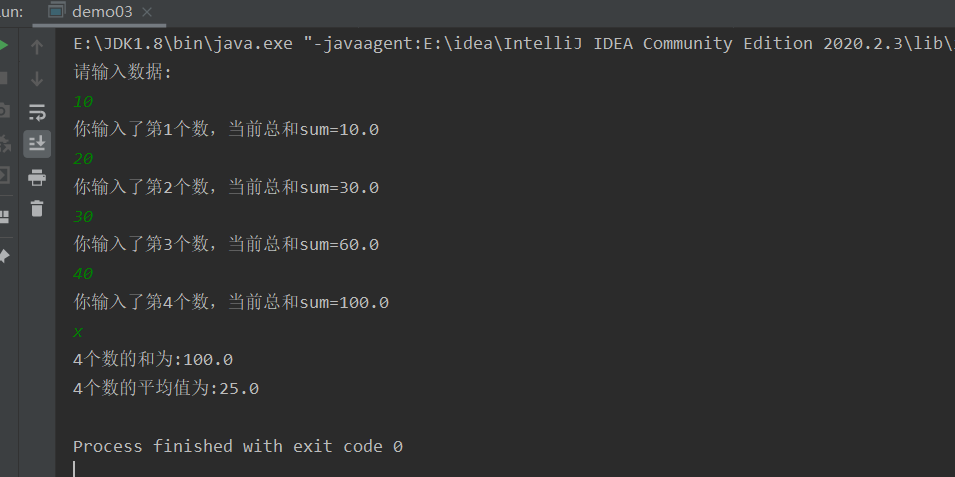 un:
demo03
E:\JDK1.8\bin\java.exe "-javaagent:E:\idea\IntelliJ IDEA Community Edition 2020.2.3\lib\
请输入数据:
10
你输入了第1个数，当前总和sum=10.0
20
你输入了第2个数，当前总和sum=30.0
30
你输入了第3个数，当前总和sum=60.0
40
你输入了第4个数，当前总和sum=100.0
x
4个数的和为:100.0
4个数的平均值为:25.0
Process finished with exit code 0